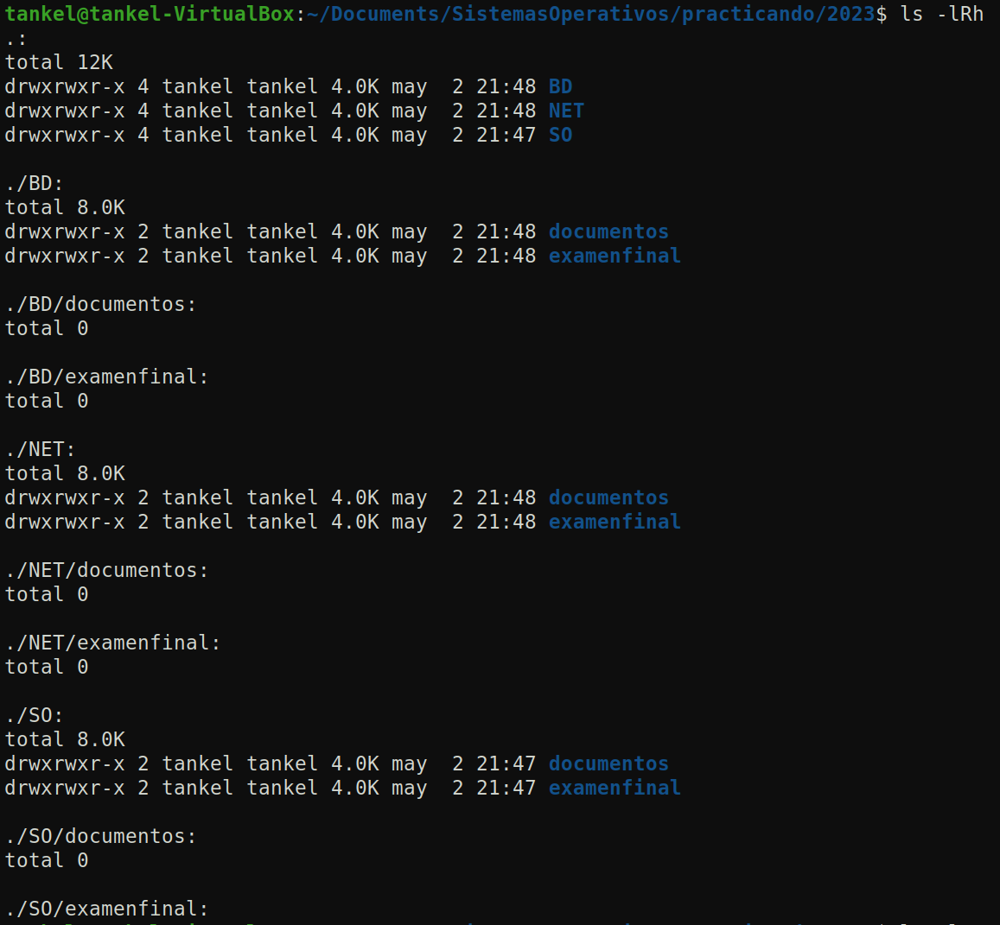 tankel@tankel-VirtualBox:~/Documents/SistemasOperativos/practicando/2023$ ls -lRh
.:
total 12K
drwxrwxr-x 4 tankel tankel 4.0K may  2 21:48 BD
drwxrwxr-x 4 tankel tankel 4.0K may  2 21:48 NET
drwxrwxr-x 4 tankel tankel 4.0K may  2 21:47 SO

./BD:
total 8.0K
drwxrwxr-x 2 tankel tankel 4.0K may  2 21:48 documentos
drwxrwxr-x 2 tankel tankel 4.0K may  2 21:48 examenfinal

./BD/documentos:
total 0

./BD/examenfinal:
total 0

./NET:
total 8.0K
drwxrwxr-x 2 tankel tankel 4.0K may  2 21:48 documentos
drwxrwxr-x 2 tankel tankel 4.0K may  2 21:48 examenfinal

./NET/documentos:
total 0

./NET/examenfinal:
total 0

./SO:
total 8.0K
drwxrwxr-x 2 tankel tankel 4.0K may  2 21:47 documentos
drwxrwxr-x 2 tankel tankel 4.0K may  2 21:47 examenfinal

./SO/documentos:
total 0

./SO/examenfinal: